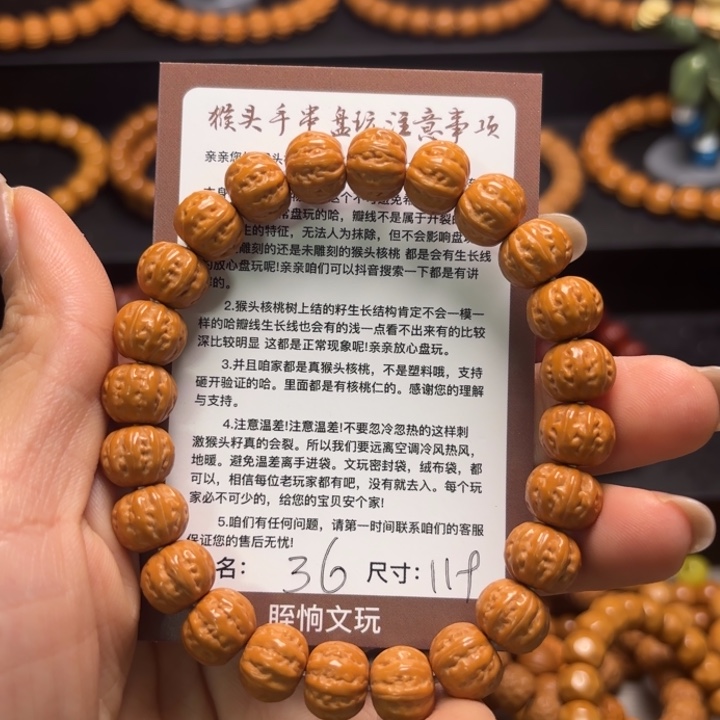 猴头手串盘玩注意事项
亲亲您
常盘玩的哈，瓣线不是属于开裂的
生的特征，无法人为抹除，但不会影响盘
雕刻的还是未雕刻的猴头核桃 都是会有生长线
放心盘玩呢!亲亲咱们可以抖音搜索一下都是有讲
的。
2.猴头核桃树上结的籽生长结构肯定不会一模一
样的哈瓣线生长线也会有的浅一点看不出来有的比较
深比较明显 这都是正常现象呢!亲亲放心盘玩。
3.并且咱家都是真猴头核桃，不是塑料哦，支持
砸开验证的哈。里面都是有核桃仁的。感谢您的理解
与支持。
4.注意温差!注意温差!不要忽冷忽热的这样刺
激猴头籽真的会裂。所以我们要远离空调冷风热风，
地暖。避免温差离手进袋。文玩密封袋，绒布袋，都
可以，相信每位老玩家都有吧，没有就去入。每个玩
家必不可少的，给您的宝贝安个家!
5.咱们有任何问题，请第一时间联系咱们的客服
保证您的售后无忧!
名: 36 尺寸:
眰恦文玩